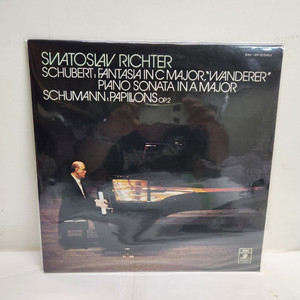 SVIATOSLAV RICHTER
SCHUBERT: FANTASIA IN C MAJOR, "WANDERER"
PIANO SONATA IN A MAJOR
SCHUMANN: PAPILLONS OP.2